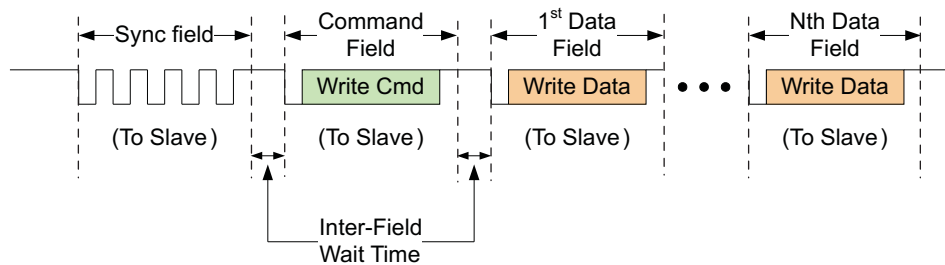 Sync field
Command
Field
1st Data
Field
Nth Data
Field
Write Cmd
Write Data
Write Data
(To Slave)
(To Slave)
(To Slave)
(To Slave)
Inter-Field
Wait Time